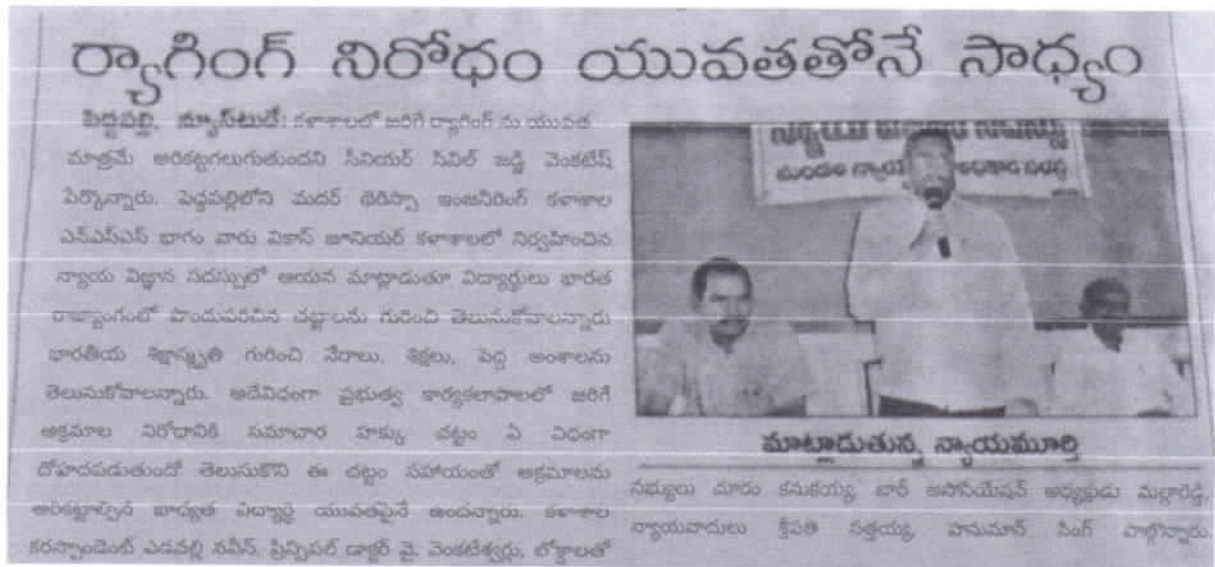 ర్యాగింగ్ నిరోధం యువతతోనే సాధ్యం
పెద్దపల్లి, న్యూస్‌టుడే: కళాశాలలో జరిగే ర్యాగింగ్ ను యువత
మాత్రమే అరికట్టగలుగుతుందని సీనియర్ సివిల్ జడ్జి వెంకటేష్
పేర్కొన్నారు. పెద్దపల్లిలోని మదర్ థెరిస్సా ఇంజనీరింగ్ కళాశాల
ఎన్ఎస్ఎస్ భాగం వారు వికాస్ జూనియర్ కళాశాలలో నిర్వహించిన
న్యాయ విజ్ఞాన సదస్సులో ఆయన మాట్లాడుతూ విద్యార్థులు భారత
రాజ్యాంగంలో పొందుపరిచిన చట్టాలను గురించి తెలుసుకోవాలన్నారు
భారతీయ శిక్షాస్మృతి గురించి నేరాలు, శిక్షలు, పెద్ద అంశాలను
తెలుసుకోవాలన్నారు. అదేవిధంగా ప్రభుత్వ కార్యకలాపాలలో జరిగే
అక్రమాల నిరోదానికి సమాచార హక్కు చట్టం ఏ విధంగా
దోహదపడుతుందో తెలుసుకొని ఈ చట్టం సహాయంతో అక్రమాలను
అరికట్టాల్సిన బాధ్యత విద్యార్థి యువతపైనే ఉందన్నారు. కళాశాల
కరస్పాండెంట్ ఎడవల్లి నవీన్, ప్రిన్సిపల్ డాక్టర్ వై. వెంకటేశ్వర్లు,
మండల న్యాయ
మాట్లాడుతున్న న్యాయమూర్తి
సభ్యులు దూరం కనుకయ్య, బార్ అసోసియేషన్ అధ్యక్షుడు మల్లారెడ్డి,
న్యాయవాదులు శ్రీపతి సత్తయ్య, హనుమాన్ సింగ్ పాల్గొన్నారు.